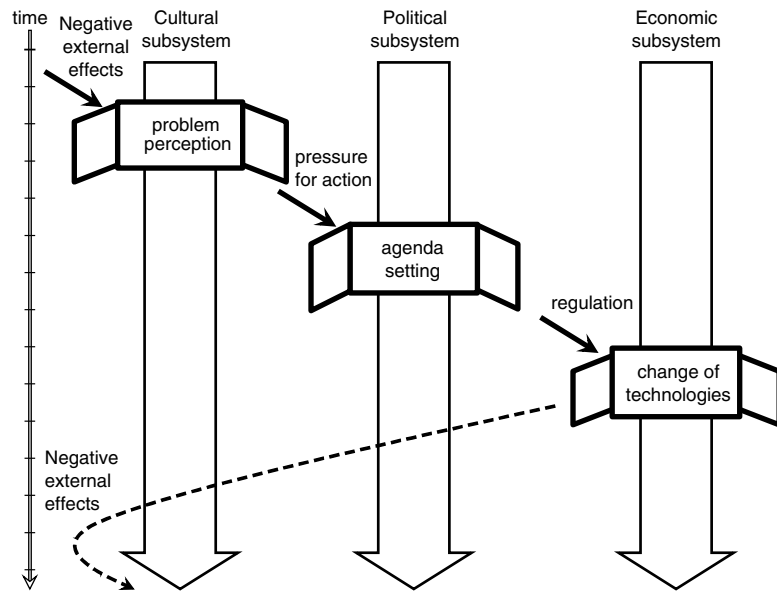 time
Negative
external
effects
Cultural
subsystem
Political
subsystem
Economic
subsystem
problem
perception
pressure
for action
agenda
setting
regulation
change of
technologies
Negative
external
effects